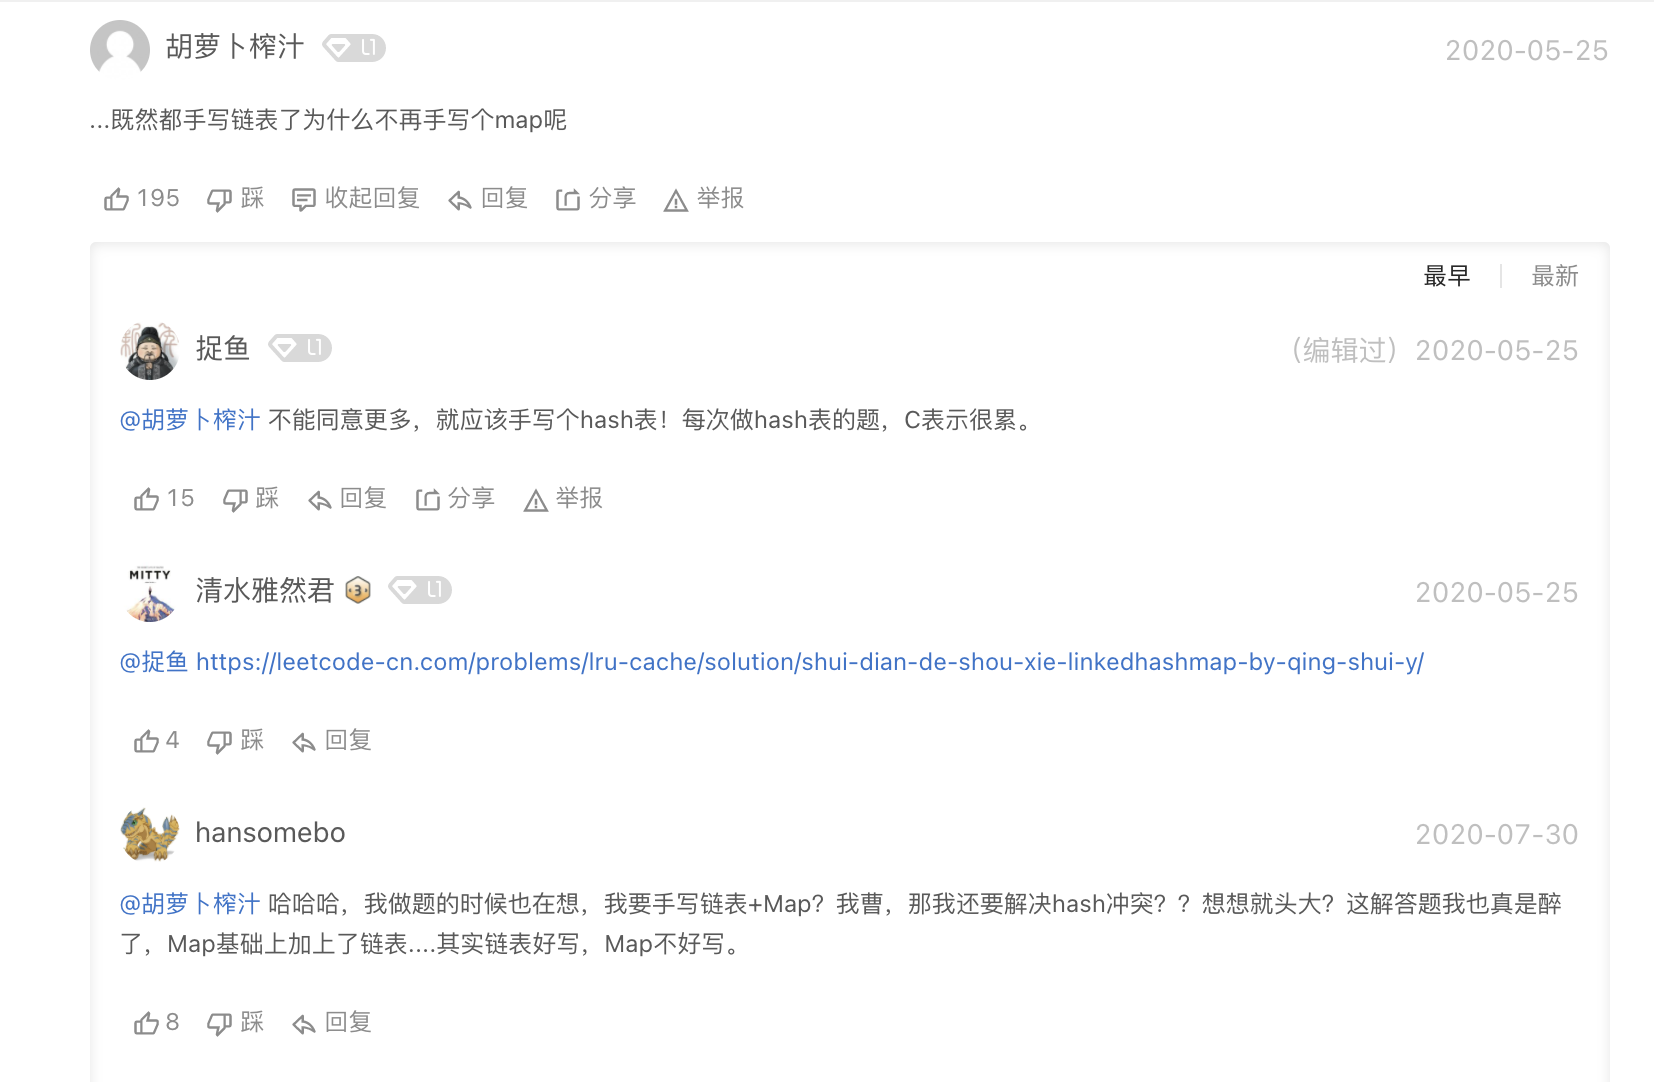 胡萝卜榨汁 L1 2020-05-25
...既然都手写链表了为什么不再手写个map呢
195 踩 收起回复 回复 分享 举报
最早 最新
捉鱼 L1 （编辑过） 2020-05-25
@胡萝卜榨汁 不能同意更多，就应该手写个hash表！每次做hash表的题，C表示很累。
15 踩 回复 分享 举报
MITTY
清水雅然君 3 L1 2020-05-25
@捉鱼 https://leetcode-cn.com/problems/lru-cache/solution/shui-dian-de-shou-xie-linkedhashmap-by-qing-shui-y/
4 踩 回复
hansomebo 2020-07-30
@胡萝卜榨汁 哈哈哈，我做题的时候也在想，我要手写链表+Map？我曹，那我还要解决hash冲突？？想想就头大？这解答题我也真是醉
了，Map基础上加上了链表....其实链表好写，Map不好写。
8 踩 回复